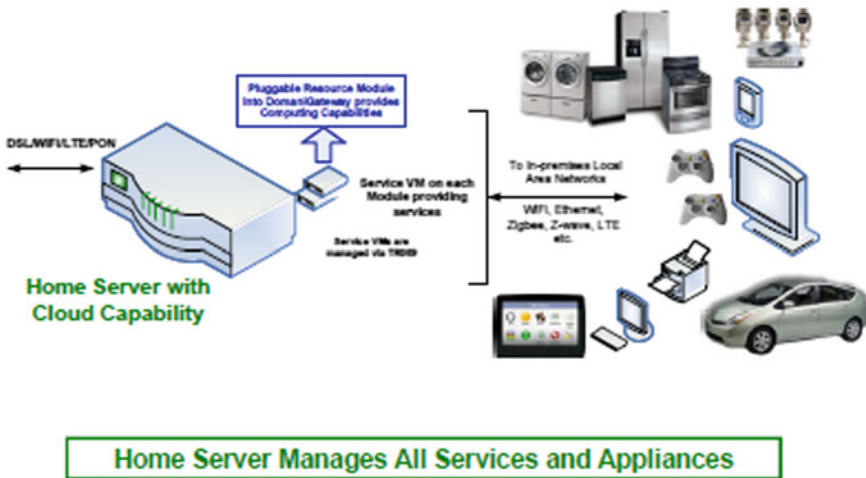 Pluggable Resource Module
into Domani/Gateway provides
Computing Capabilities
DSL/WiFi/LTE/PON
Service VM on each
Module providing
services
Service VMs are
managed via TR069
To In-premises Local
Area Networks
WiFi, Ethernet,
Zigbee, Z-wave, LTE
etc.
Home Server with
Cloud Capability
Home Server Manages All Services and Appliances